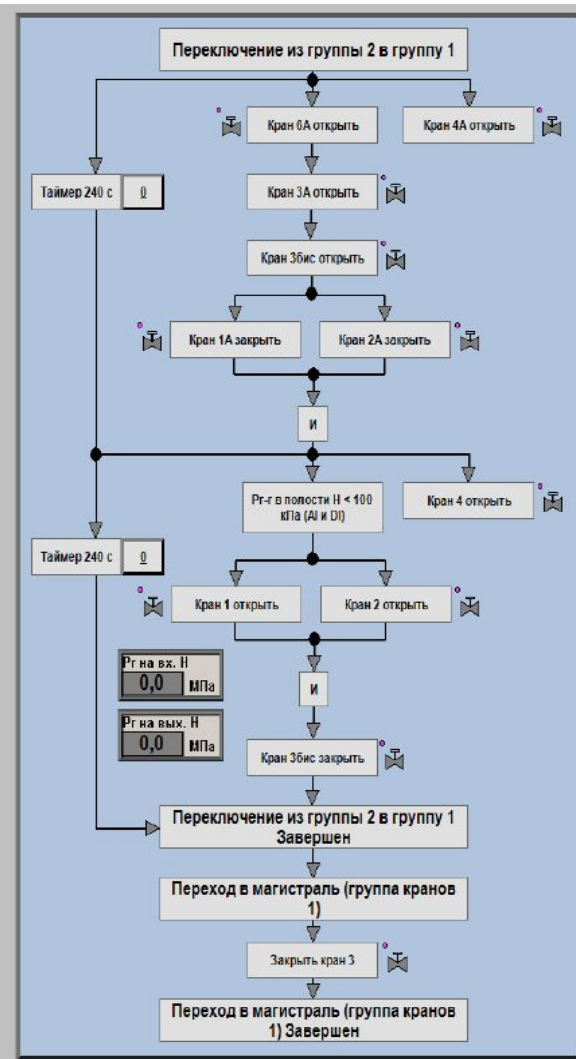 Переключение из группы 2 в группу 1
Кран 6А открыть
Кран 4А открыть
Таймер 240 с
0
Кран 3А открыть
Кран 3бис открыть
Кран 1А закрыть
Кран 2А закрыть
И
Рг-г в полости Н < 100
кПа (AI и DI)
Кран 4 открыть
Таймер 240 с
0
Кран 1 открыть
Кран 2 открыть
Рг на вх. Н
0,0 МПа
И
Рг на вых. Н
0,0 МПа
Кран 3бис закрыть
Переключение из группы 2 в группу 1
Завершен
Переход в магистраль (группа кранов
1)
Закрыть кран 3
Переход в магистраль (группа кранов
1) Завершен